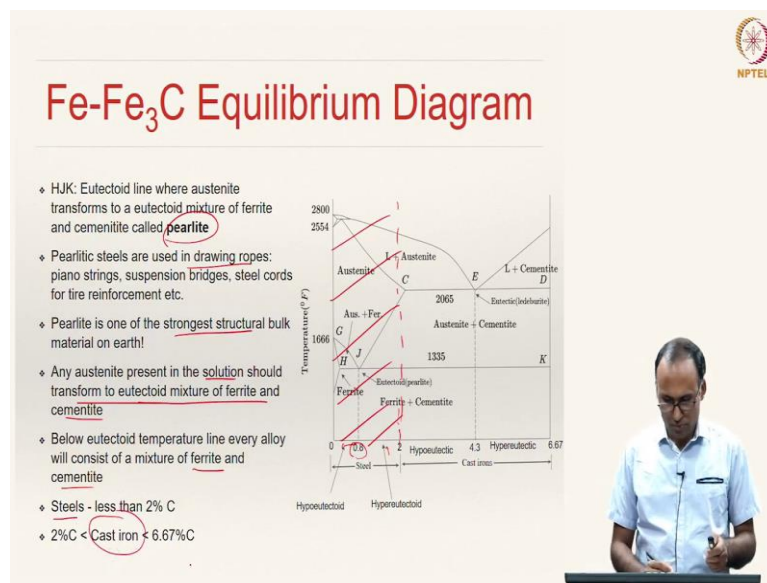 NPTEL
Fe-Fe₃C Equilibrium Diagram
❖ HJK: Eutectoid line where austenite
transforms to a eutectoid mixture of ferrite
and cemenitite called pearlite
❖ Pearlitic steels are used in drawing ropes:
piano strings, suspension bridges, steel cords
for tire reinforcement etc.
❖ Pearlite is one of the strongest structural bulk
material on earth!
❖ Any austenite present in the solution should
transform to eutectoid mixture of ferrite and
cementite
❖ Below eutectoid temperature line every alloy
will consist of a mixture of ferrite and
cementite
❖ Steels - less than 2% C
❖ 2%C < Cast iron < 6.67%C
2800
2554
L + Austenite
L + Cementite
Austenite
C
E
D
2065
Eutectic(ledeburite)
Aus. +Fer.
Austenite + Cementite
Temperature(°F)
1666
G
J
H
1335
K
Eutectoid(pearlite)
Ferrite
Ferrite + Cementite
0
0.8
2
Hypoeutectic
4.3
Hypereutectic
6.67
Steel
Cast irons
Hypoeutectoid
Hypereutectoid